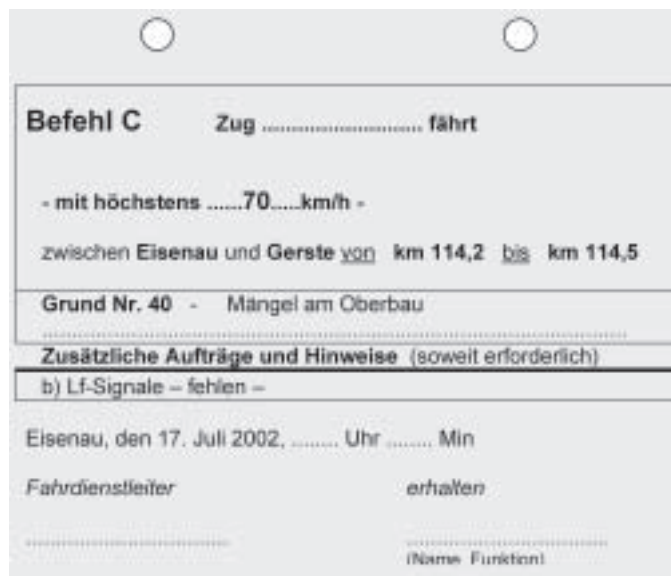 Befehl C Zug ............................ fährt
- mit höchstens ......70.....km/h -
zwischen Eisenau und Gerste von km 114,2 bis km 114,5
Grund Nr. 40 - Mängel am Oberbau
Zusätzliche Aufträge und Hinweise (soweit erforderlich)
b) Lf-Signale – fehlen –
Eisenau, den 17. Juli 2002, ........ Uhr ........ Min
Fahrdienstleiter erhalten
(Name Funktion)